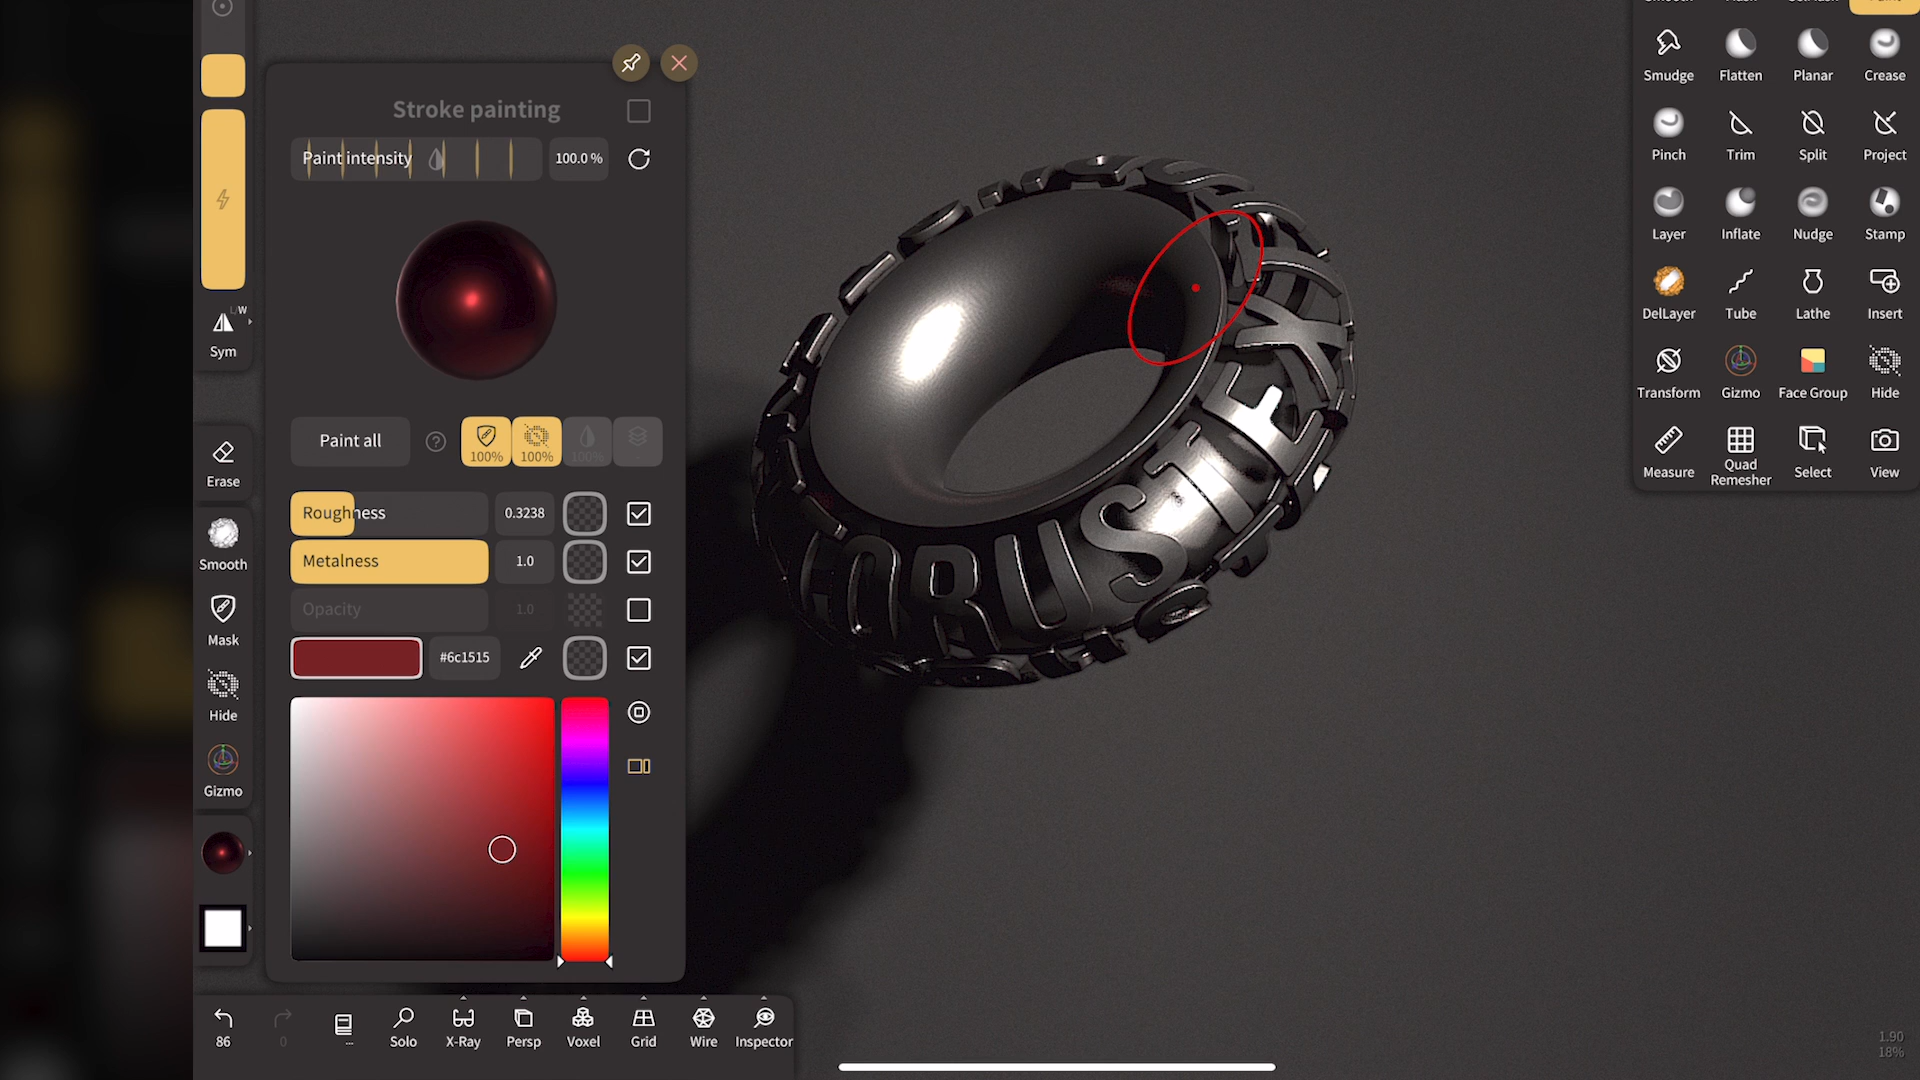 Stroke painting
Paint intensity
100.0 %
Paint all
100%
100%
100%
Roughness
0.3238
Metalness
1.0
Opacity
1.0
#6c1515
W
Sym
Erase
Smooth
Mask
Hide
Gizmo
86
0
...
Solo
X-Ray
Persp
Voxel
Grid
Wire
Inspector
TORUS TEX
Smudge
Flatten
Planar
Crease
Pinch
Trim
Split
Project
Layer
Inflate
Nudge
Stamp
DelLayer
Tube
Lathe
Insert
Transform
Gizmo
Face Group
Hide
Measure
Quad
Remesher
Select
View
1.90
18%